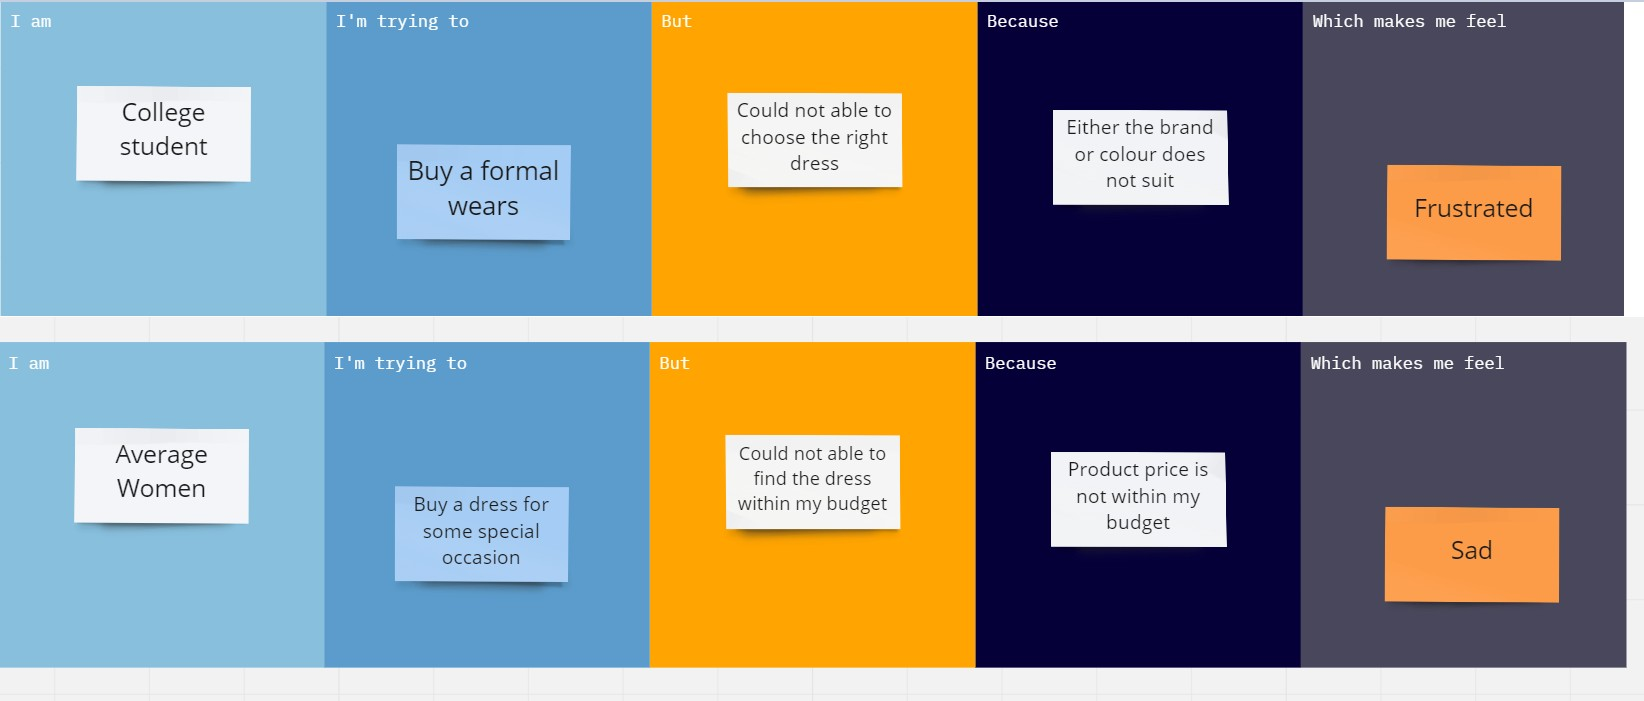 I am
I'm trying to
But
Because
Which makes me feel
College
student
Buy a formal
wears
Could not able to
choose the right
dress
Either the brand
or colour does
not suit
Frustrated
I am
I'm trying to
But
Because
Which makes me feel
Average
Women
Buy a dress for
some special
occasion
Could not able to
find the dress
within my budget
Product price is
not within my
budget
Sad